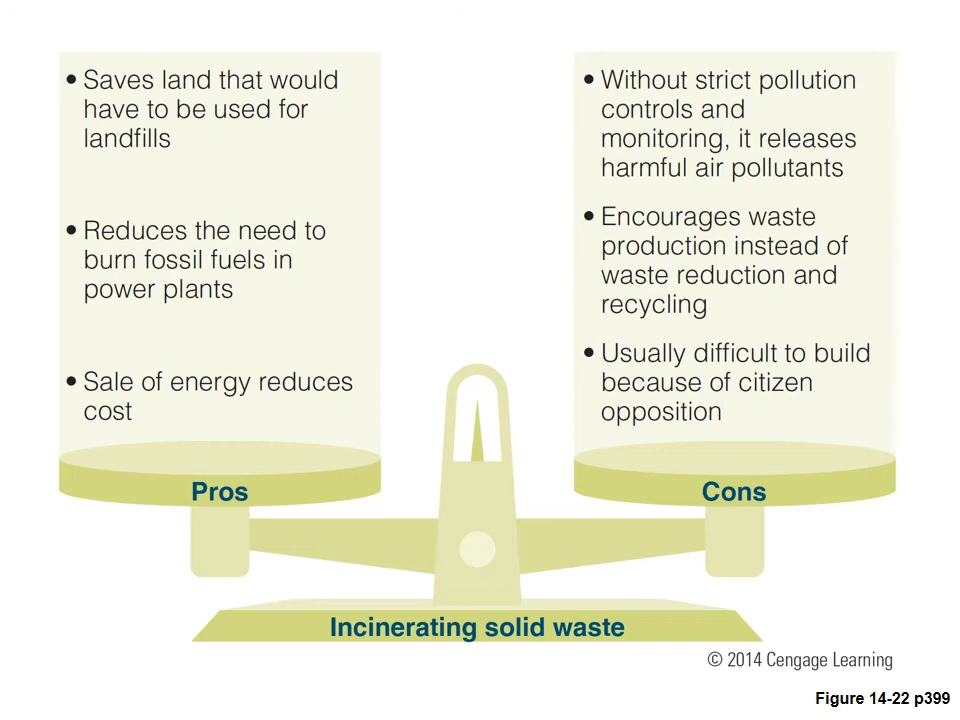 • Saves land that would
have to be used for
landfills
• Reduces the need to
burn fossil fuels in
power plants
• Sale of energy reduces
cost
Pros
• Without strict pollution
controls and
monitoring, it releases
harmful air pollutants
• Encourages waste
production instead of
waste reduction and
recycling
• Usually difficult to build
because of citizen
opposition
Cons
Incinerating solid waste
© 2014 Cengage Learning
Figure 14-22 p399